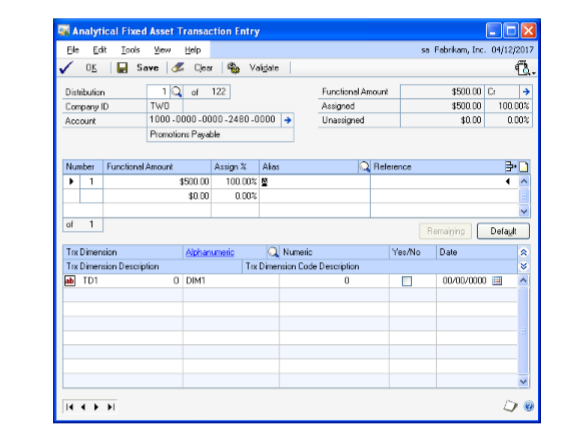 Analytical Fixed Asset Transaction Entry
File Edit Tools View Help sa Fabrikam, Inc. 04/12/2017
OK Save Clear Validate
Distribution 1 of 122 Functional Amount $500.00 Cr
Company ID TWO Assigned $500.00 100.00%
Account 1000 -0000 -0000 -2480 -0000 Unassigned $0.00 0.00%
Promotions Payable
Number Functional Amount Assign % Alias Reference
1 $500.00 100.00%
$0.00 0.00%
of 1 Remaining Default
Trx Dimension Alphanumeric Numeric Yes/No Date
Trx Dimension Description Trx Dimension Code Description
ab TD1 0 DIM1 0 00/00/0000